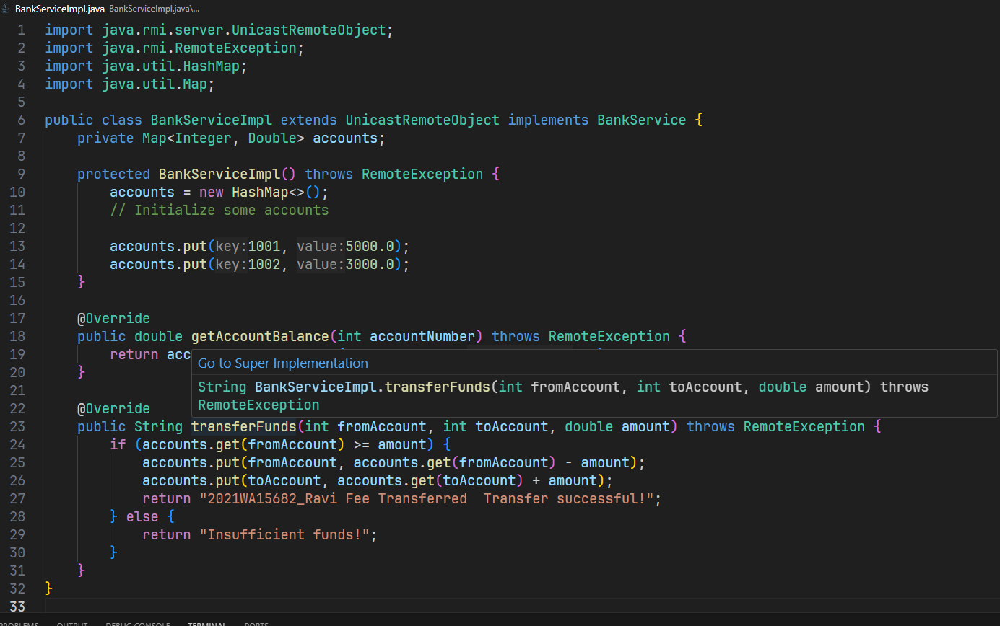 BankServiceImpl.java BankServiceImpl.java\...
1 import java.rmi.server.UnicastRemoteObject;
2 import java.rmi.RemoteException;
3 import java.util.HashMap;
4 import java.util.Map;
5
6 public class BankServiceImpl extends UnicastRemoteObject implements BankService {
7 private Map<Integer, Double> accounts;
8
9 protected BankServiceImpl() throws RemoteException {
10 accounts = new HashMap<>();
11 // Initialize some accounts
12
13 accounts.put(key:1001, value:5000.0);
14 accounts.put(key:1002, value:3000.0);
15 }
16
17 @Override
18 public double getAccountBalance(int accountNumber) throws RemoteException {
19 return acc
Go to Super Implementation
20 }
21 String BankServiceImpl.transferFunds(int fromAccount, int toAccount, double amount) throws
RemoteException
22 @Override
23 public String transferFunds(int fromAccount, int toAccount, double amount) throws RemoteException {
24 if (accounts.get(fromAccount) >= amount) {
25 accounts.put(fromAccount, accounts.get(fromAccount) - amount);
26 accounts.put(toAccount, accounts.get(toAccount) + amount);
27 return "2021WA15682_Ravi Fee Transferred  Transfer successful!";
28 } else {
29 return "Insufficient funds!";
30 }
31 }
32 }
33
PROBLEMS OUTPUT DEBUG CONSOLE TERMINAL PORTS